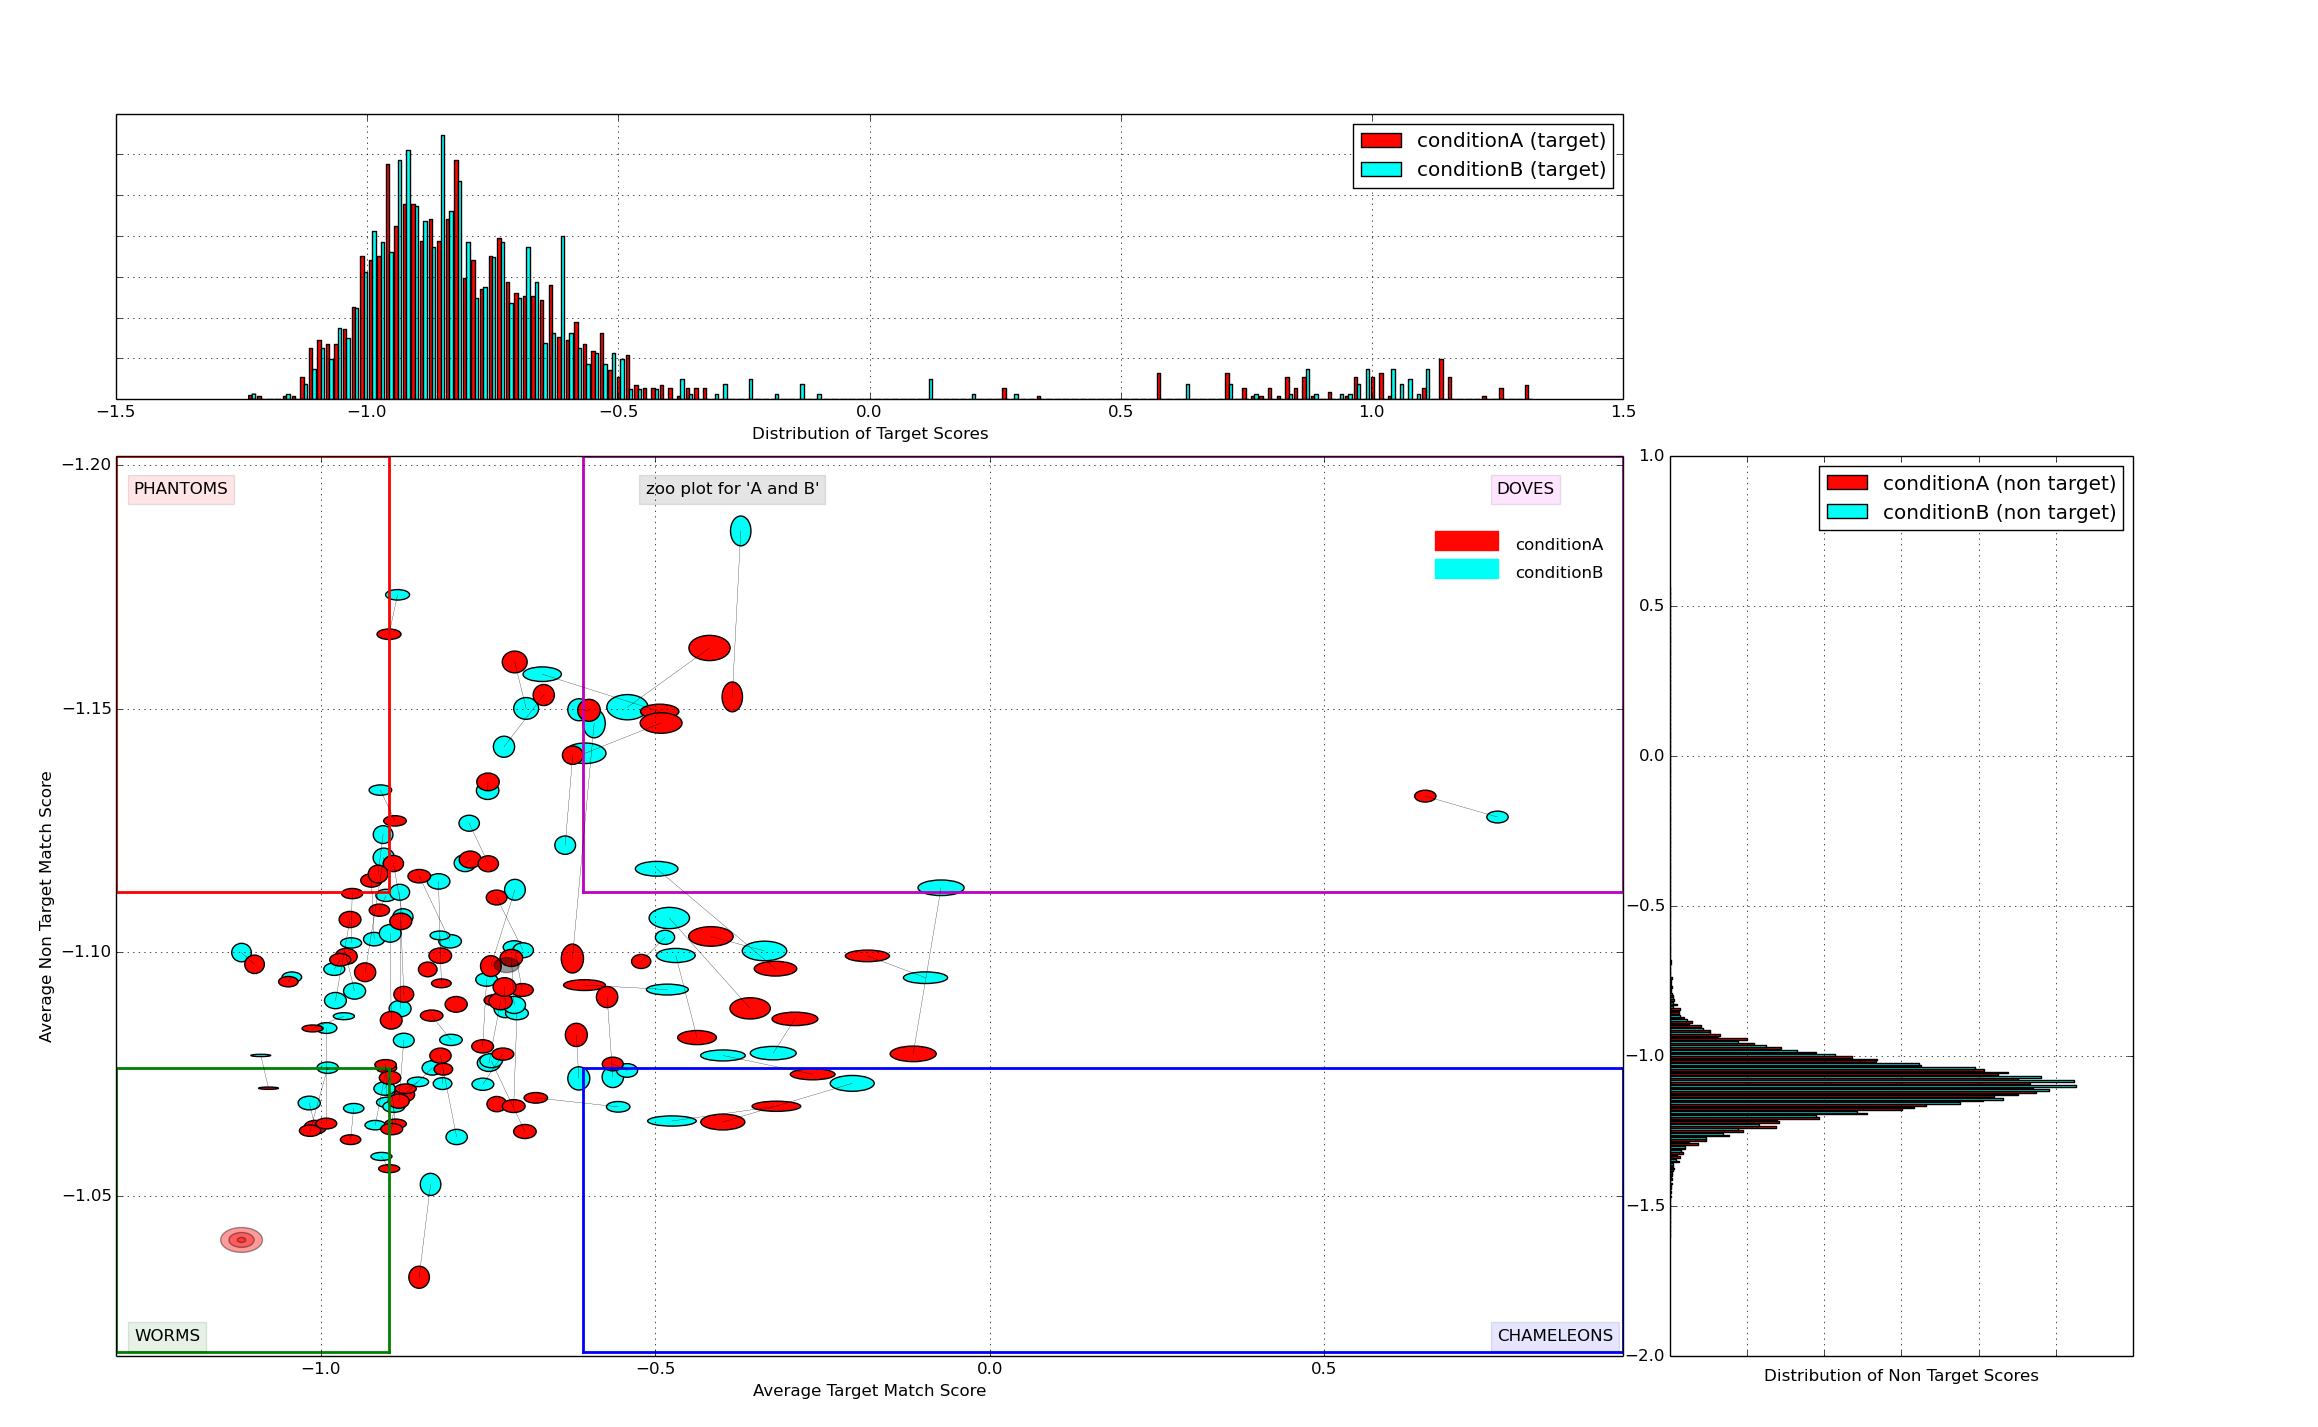 conditionA (target)
conditionB (target)
−1.5 −1.0 −0.5 0.0 0.5 1.0 1.5
Distribution of Target Scores
−1.20
−1.15
−1.10
−1.05
Average Non Target Match Score
PHANTOMS
zoo plot for 'A and B'
DOVES
conditionA
conditionB
WORMS
CHAMELEONS
−1.0 −0.5 0.0 0.5
Average Target Match Score
1.0
0.5
0.0
−0.5
−1.0
−1.5
−2.0
conditionA (non target)
conditionB (non target)
Distribution of Non Target Scores